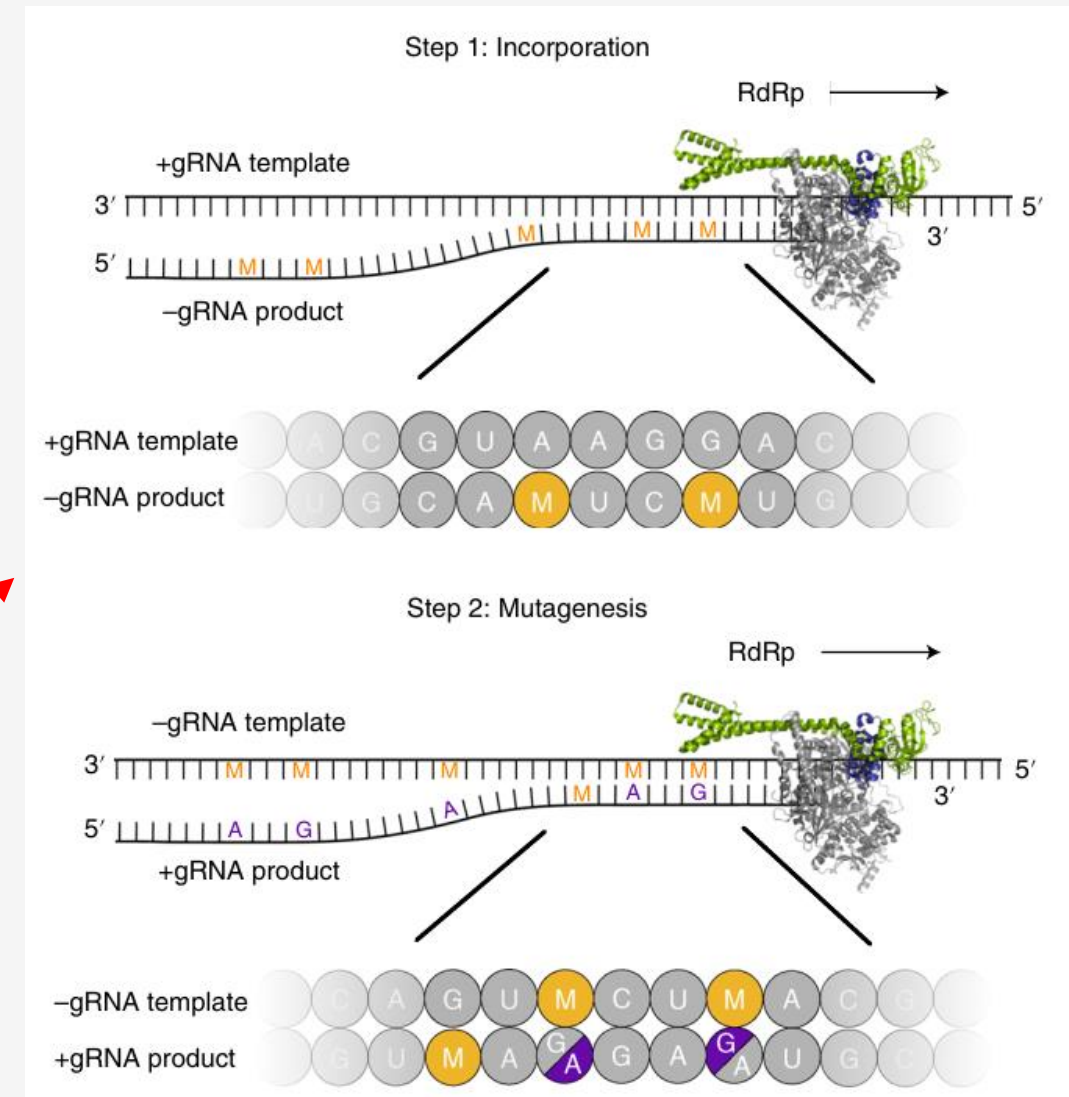 Step 1: Incorporation
RdRp
+gRNA template
3′ 5′
M M M M M 3′
5′
–gRNA product
+gRNA template A C G U A A G G A C
–gRNA product U G C A M U C M U G
Step 2: Mutagenesis
RdRp
–gRNA template
3′ M M M M M 5′
M A G 3′
5′ A G A
+gRNA product
–gRNA template C A G U M C U M A C G
+gRNA product G U M A G A G A G A U G C